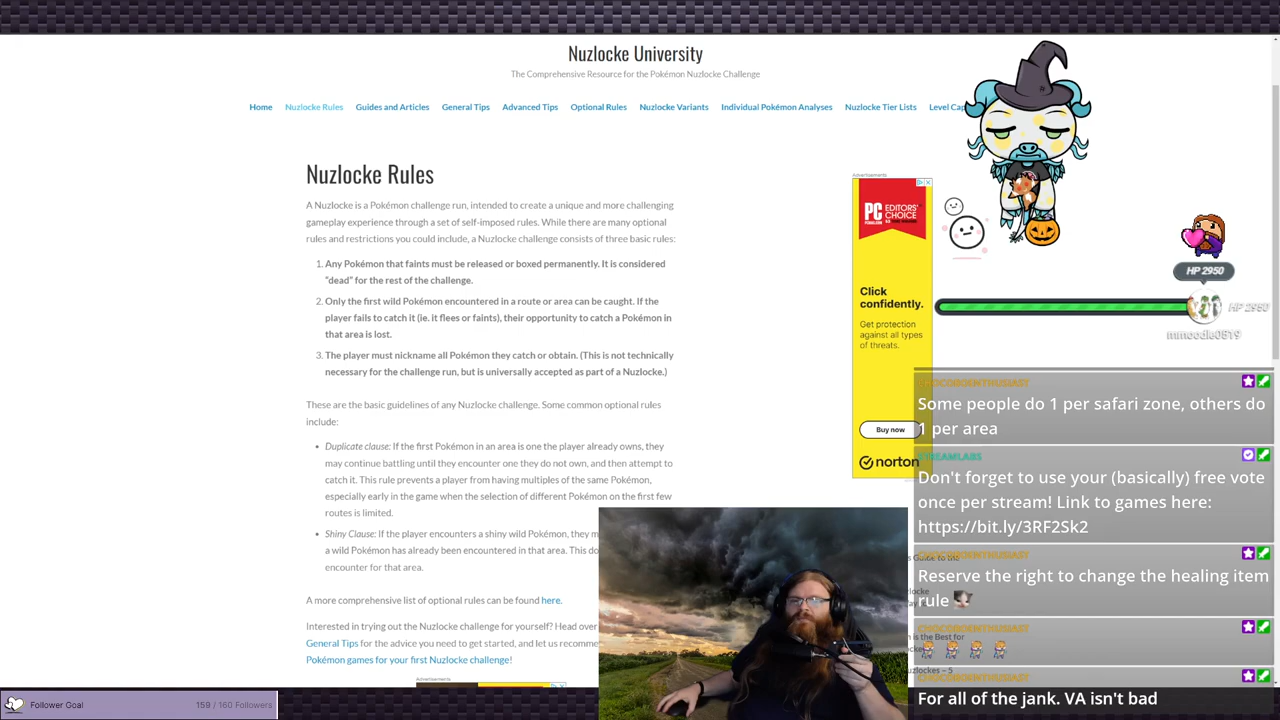 Nuzlocke University
The Comprehensive Resource for the Pokémon Nuzlocke Challenge
Home Nuzlocke Rules Guides and Articles General Tips Advanced Tips Optional Rules Nuzlocke Variants Individual Pokémon Analyses Nuzlocke Tier Lists Level Cap
Nuzlocke Rules
A Nuzlocke is a Pokémon challenge run, intended to create a unique and more challenging
gameplay experience through a set of self-imposed rules. While there are many optional
rules and restrictions you could include, a Nuzlocke challenge consists of three basic rules:
1. Any Pokémon that faints must be released or boxed permanently. It is considered
"dead" for the rest of the challenge.
2. Only the first wild Pokémon encountered in a route or area can be caught. If the
player fails to catch it (ie. it flees or faints), their opportunity to catch a Pokémon in
that area is lost.
3. The player must nickname all Pokémon they catch or obtain. (This is not technically
necessary for the challenge run, but is universally accepted as part of a Nuzlocke.)
These are the basic guidelines of any Nuzlocke challenge. Some common optional rules
include:
• Duplicate clause: If the first Pokémon in an area is one the player already owns, they
may continue battling until they encounter one they do not own, and then attempt to
catch it. This rule prevents a player from having multiples of the same Pokémon,
especially early in the game when the selection of different Pokémon on the first few
routes is limited.
• Shiny Clause: If the player encounters a shiny wild Pokémon, they m
a wild Pokémon has already been encountered in that area. This do
encounter for that area.
A more comprehensive list of optional rules can be found here.
Interested in trying out the Nuzlocke challenge for yourself? Head over
General Tips for the advice you need to get started, and let us recomme
Pokémon games for your first Nuzlocke challenge!
Advertisements
Advertisements
PC EDITORS' CHOICE
Click
confidently.
Get protection
against all types
of threats.
Buy now
norton
HP 2950
HP 2950
mnoodle0519
CHOCOBOENTHUSIAST
Some people do 1 per safari zone, others do
1 per area
STREAMLABS
Don't forget to use your (basically) free vote
once per stream! Link to games here:
https://bit.ly/3RF2Sk2
CHOCOBOENTHUSIAST
Reserve the right to change the healing item
rule
CHOCOBOENTHUSIAST
CHOCOBOENTHUSIAST
For all of the jank. VA isn't bad
Follower Goal 159 / 160 Followers